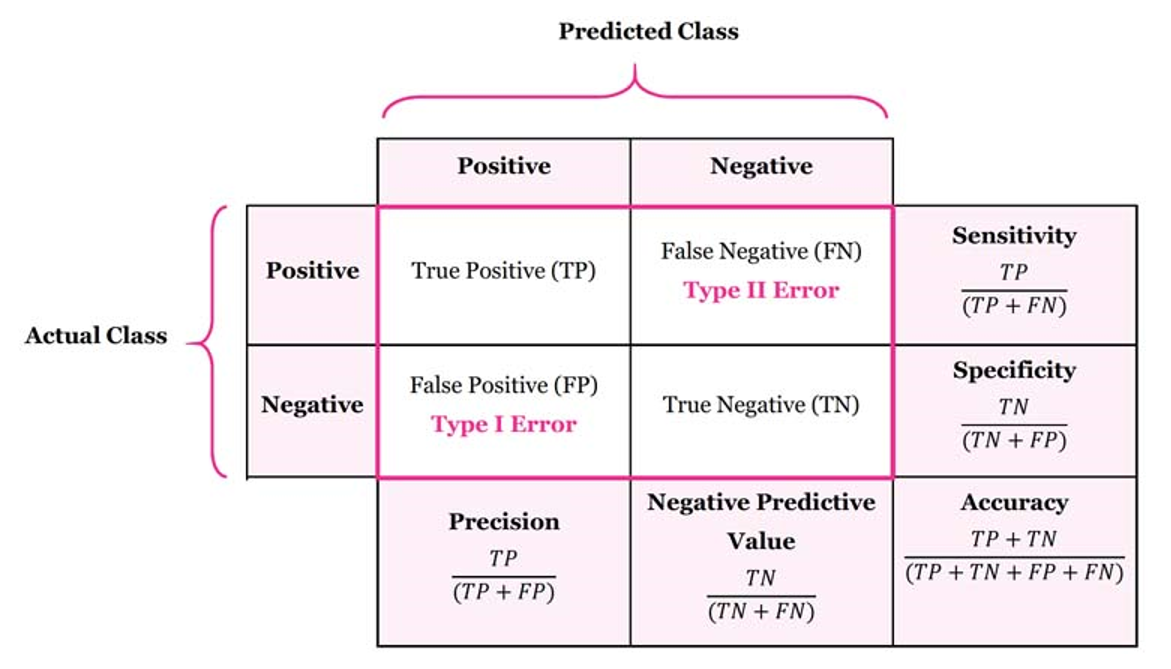 Predicted Class
Positive
Negative
Actual Class
Positive
True Positive (TP)
False Negative (FN)
Type II Error
Sensitivity
TP
(TP + FN)
Negative
False Positive (FP)
Type I Error
True Negative (TN)
Specificity
TN
(TN + FP)
Precision
TP
(TP + FP)
Negative Predictive
Value
TN
(TN + FN)
Accuracy
TP + TN
(TP + TN + FP + FN)